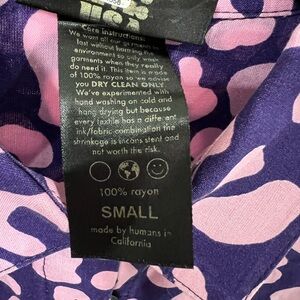 USA
Care instructions:
We want all our garments to
last without harming the
environment so only wash
garments when they really
do need it. This item is made
of 100% rayon so we advise
you DRY CLEAN ONLY
We've experimented with
hand washing on cold and
hang drying but because
every textile has a different
ink/fabric combination the
shrinkage is inconsistent and
not worth the risk.
100% rayon
SMALL
made by humans in
California